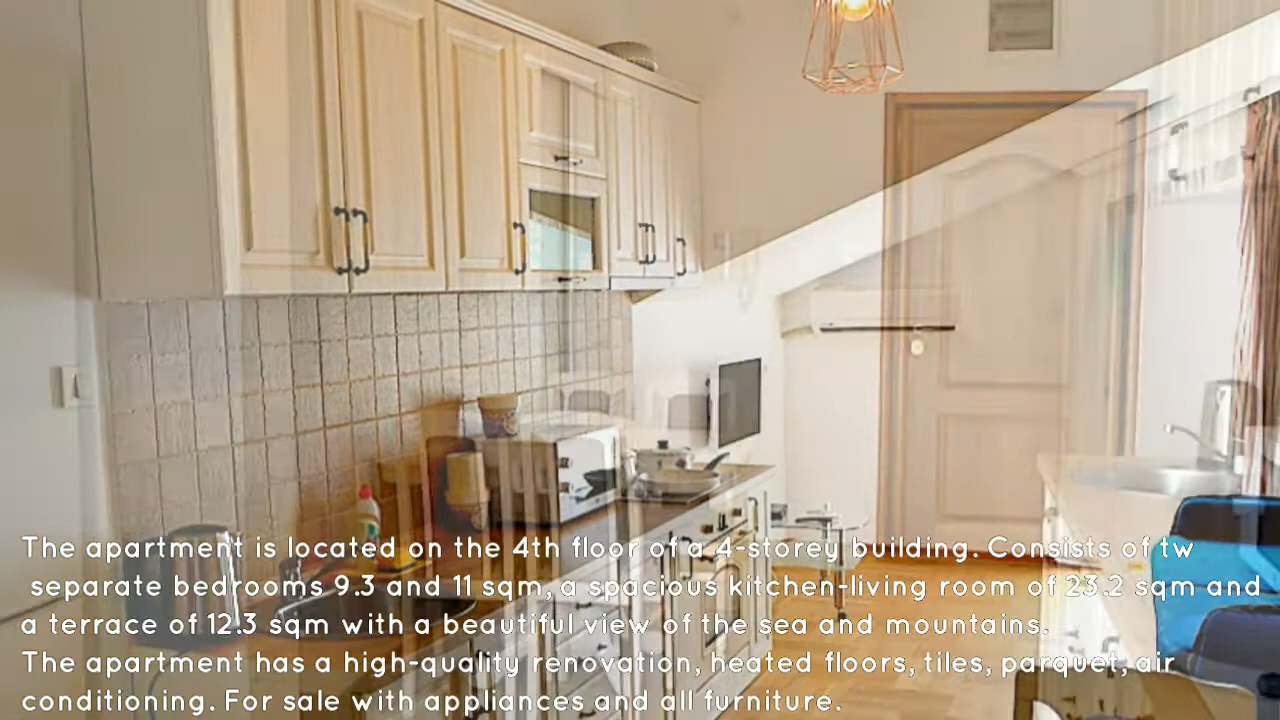 The apartment is located on the 4th floor of a 4-storey building. Consists of tw
separate bedrooms 9.3 and 11 sqm, a spacious kitchen-living room of 23.2 sqm and
a terrace of 12.3 sqm with a beautiful view of the sea and mountains.
The apartment has a high-quality renovation, heated floors, tiles, parquet, air
conditioning. For sale with appliances and all furniture.